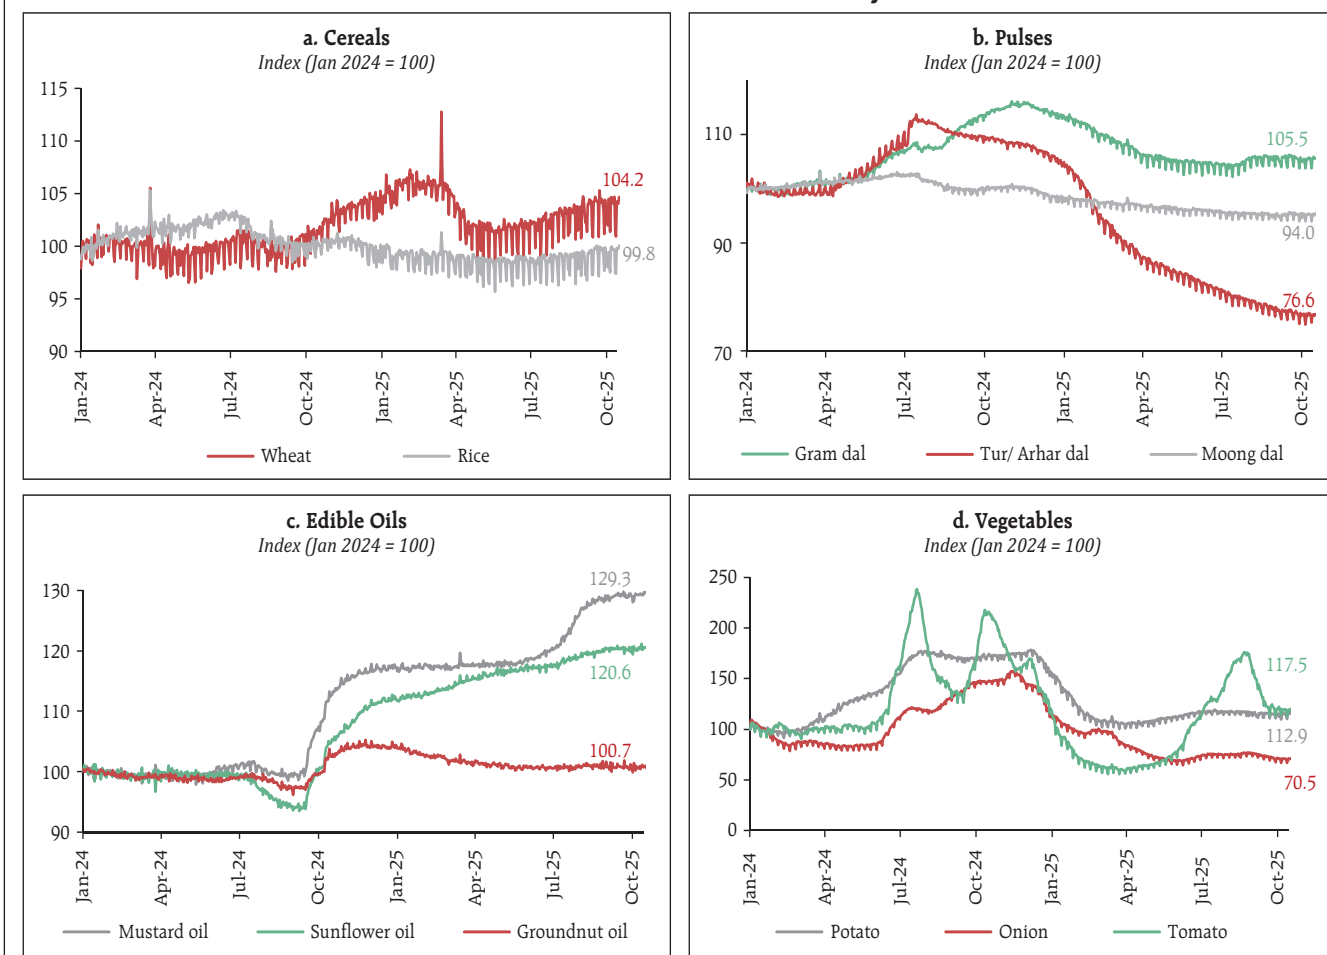 a. Cereals
Index (Jan 2024 = 100)
115
110
105
100
95
90
104.2
99.8
Jan-24
Apr-24
Jul-24
Oct-24
Jan-25
Apr-25
Jul-25
Oct-25
Wheat
Rice
b. Pulses
Index (Jan 2024 = 100)
110
90
70
105.5
94.0
76.6
Jan-24
Apr-24
Jul-24
Oct-24
Jan-25
Apr-25
Jul-25
Oct-25
Gram dal
Tur/ Arhar dal
Moong dal
c. Edible Oils
Index (Jan 2024 = 100)
130
120
110
100
90
129.3
120.6
100.7
Jan-24
Apr-24
Jul-24
Oct-24
Jan-25
Apr-25
Jul-25
Oct-25
Mustard oil
Sunflower oil
Groundnut oil
d. Vegetables
Index (Jan 2024 = 100)
250
200
150
100
50
0
117.5
112.9
70.5
Jan-24
Apr-24
Jul-24
Oct-24
Jan-25
Apr-25
Jul-25
Oct-25
Potato
Onion
Tomato